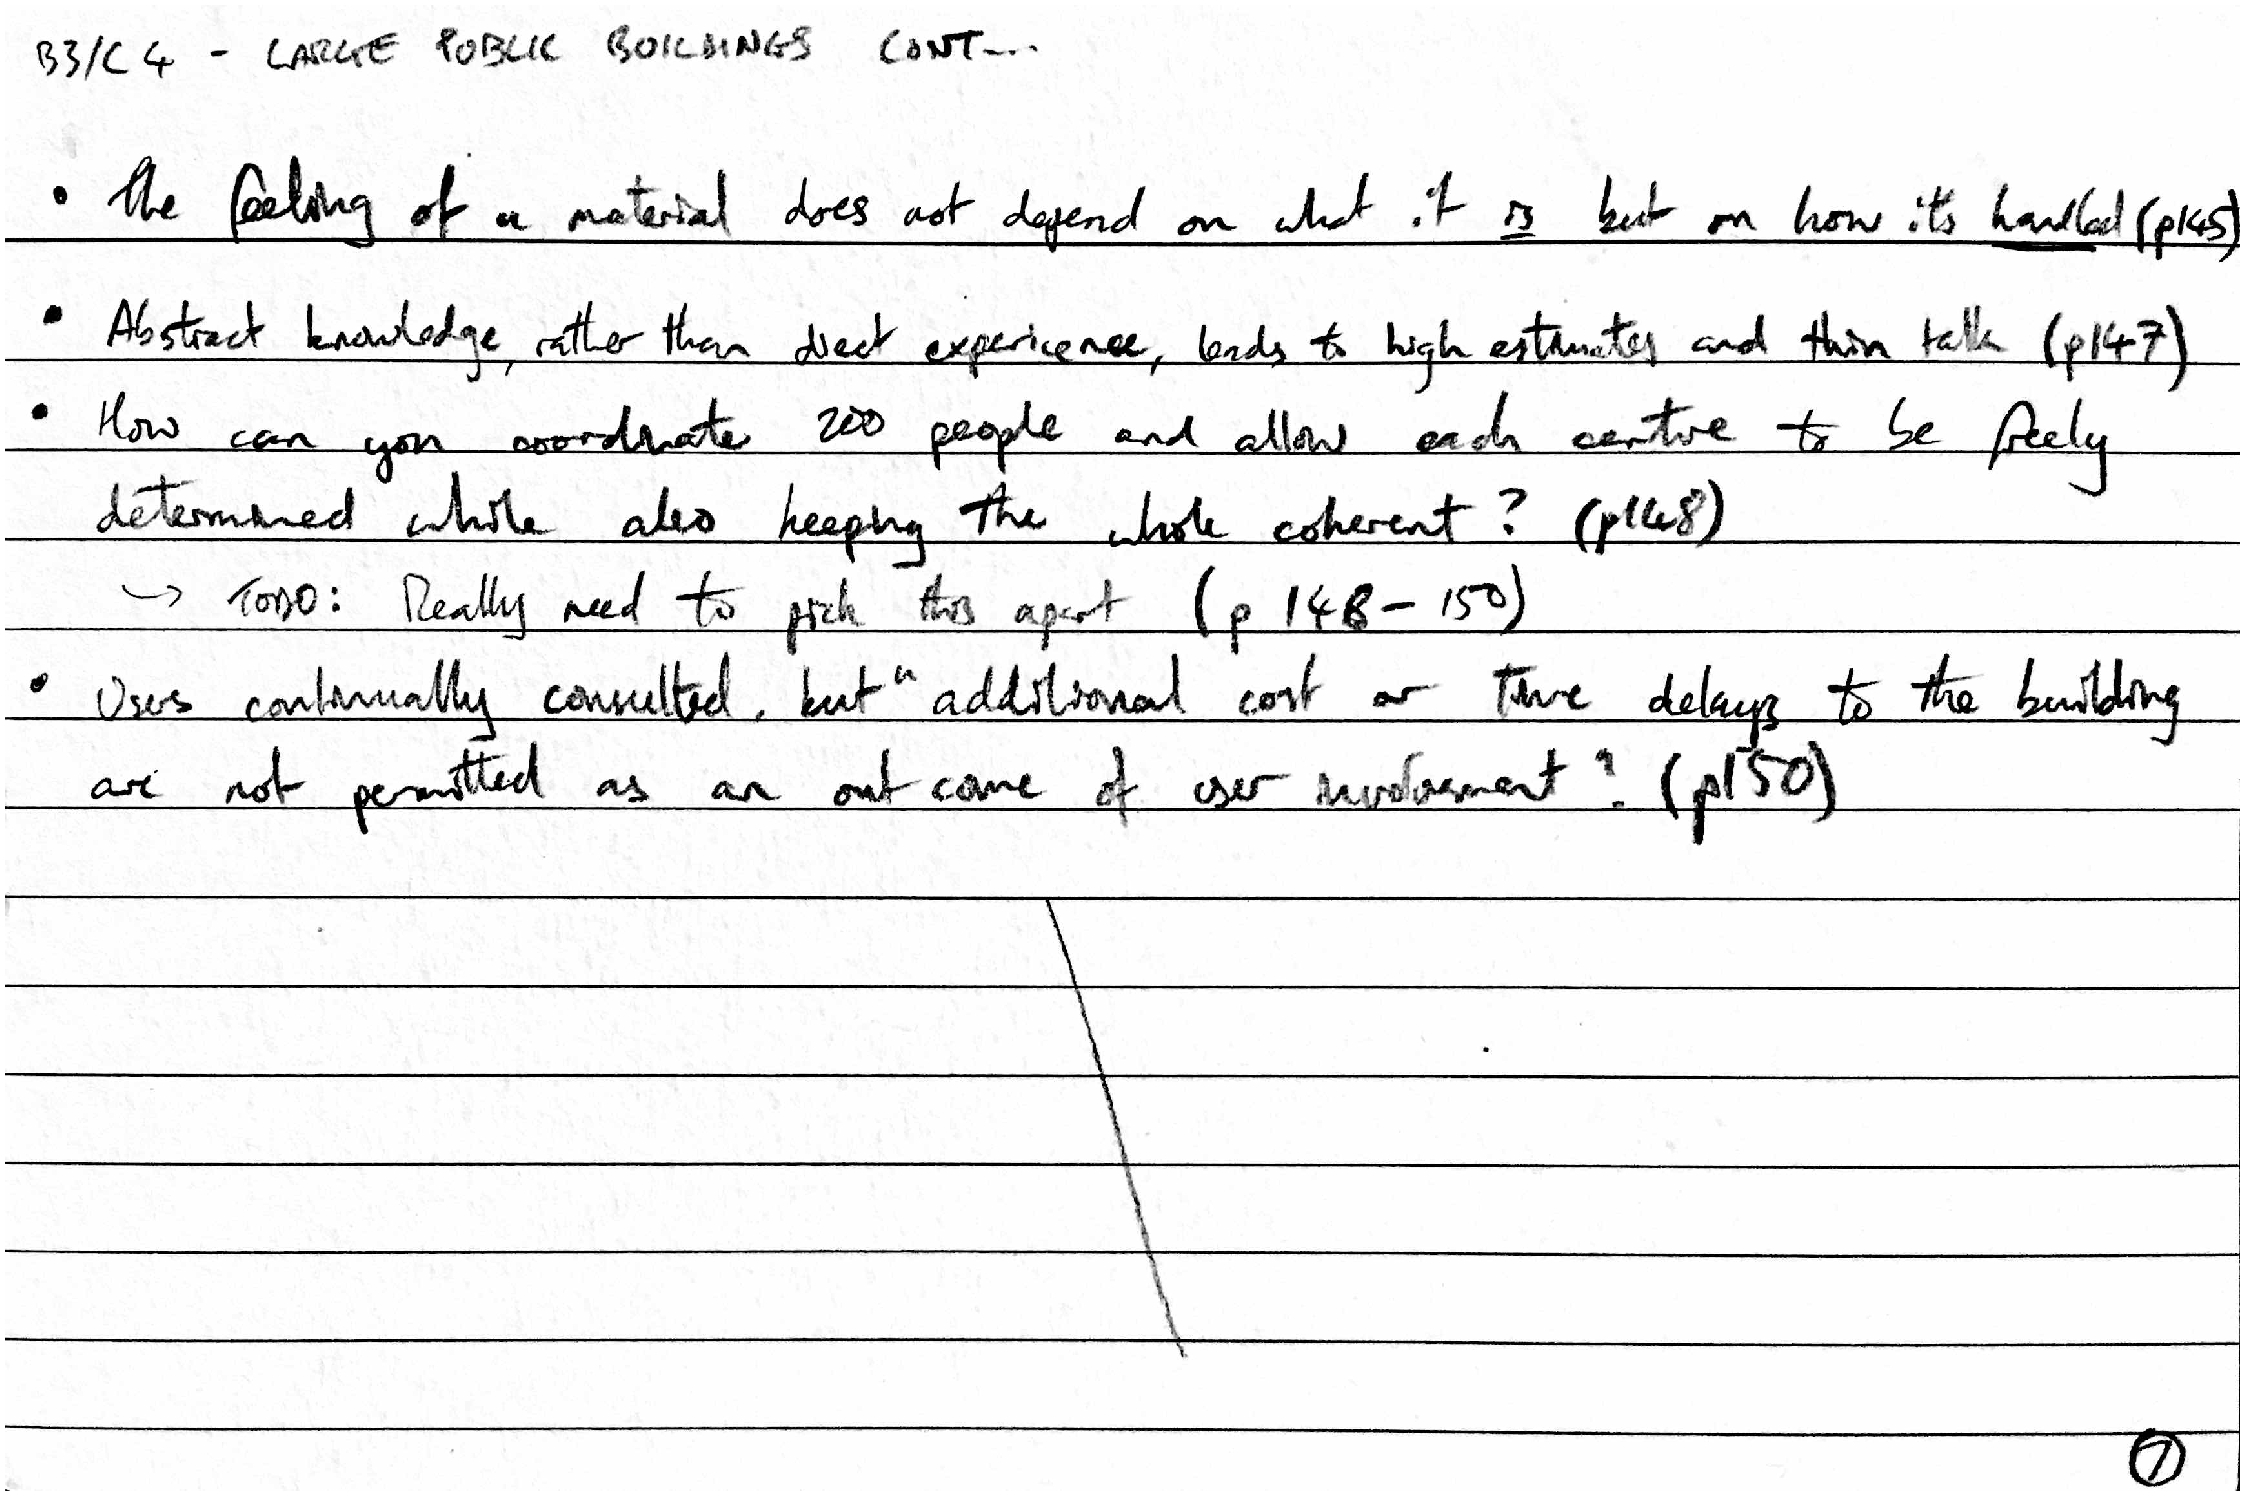 B3/C4 - LARGE PUBLIC BUILDINGS CONT....
• The feeling of a material does not depend on what it is but on how its handled (p145)
• Abstract knowledge, rather than direct experience, leads to high estimates and thin talk (p147)
• How can you coordinate 200 people and allow each centre to be freely
determined while also keeping the whole coherent? (p148)
→ TODO: Really need to pick this apart (p 148-150)
• Users continually consulted, but "additional cost or time delays to the building
are not permitted as an outcome of user involvement". (p150)
7